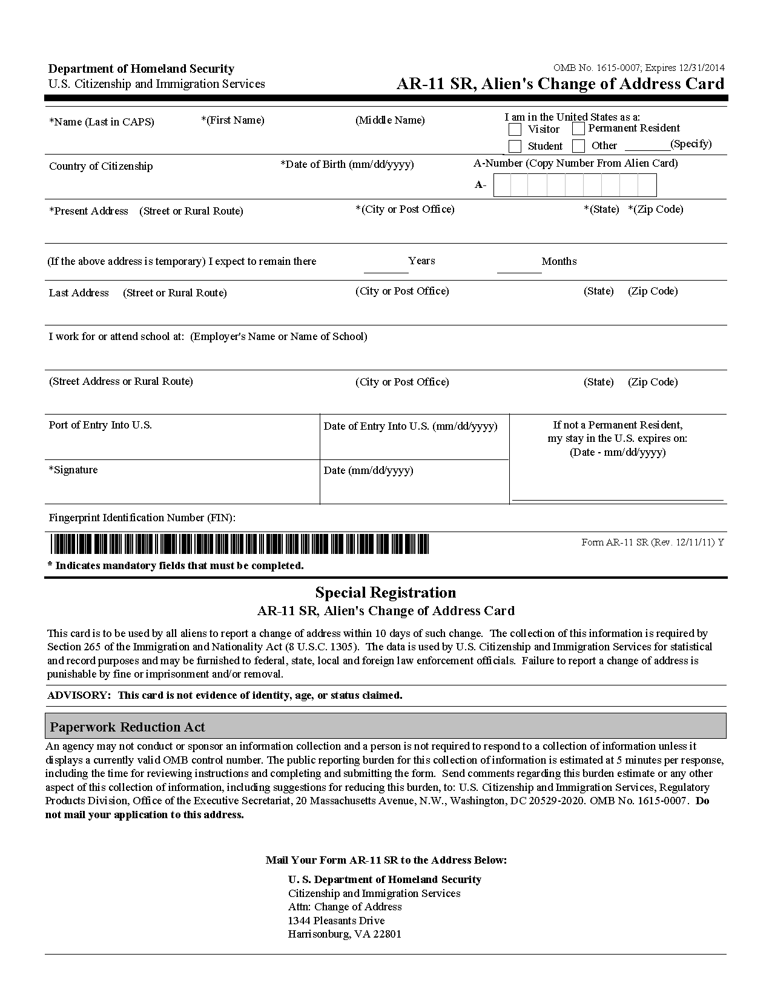 Department of Homeland Security
U.S. Citizenship and Immigration Services
OMB No. 1615-0007; Expires 12/31/2014
AR-11 SR, Alien's Change of Address Card
*Name (Last in CAPS) *(First Name) (Middle Name) I am in the United States as a:
Visitor Permanent Resident
Student Other ________(Specify)
Country of Citizenship *Date of Birth (mm/dd/yyyy) A-Number (Copy Number From Alien Card)
A-
*Present Address (Street or Rural Route) *(City or Post Office) *(State) *(Zip Code)
(If the above address is temporary) I expect to remain there ________Years ________Months
Last Address (Street or Rural Route) (City or Post Office) (State) (Zip Code)
I work for or attend school at: (Employer's Name or Name of School)
(Street Address or Rural Route) (City or Post Office) (State) (Zip Code)
Port of Entry Into U.S. Date of Entry Into U.S. (mm/dd/yyyy) If not a Permanent Resident,
my stay in the U.S. expires on:
(Date - mm/dd/yyyy)
*Signature Date (mm/dd/yyyy)
Fingerprint Identification Number (FIN):
Form AR-11 SR (Rev. 12/11/11) Y
* Indicates mandatory fields that must be completed.
Special Registration
AR-11 SR, Alien's Change of Address Card
This card is to be used by all aliens to report a change of address within 10 days of such change. The collection of this information is required by
Section 265 of the Immigration and Nationality Act (8 U.S.C. 1305). The data is used by U.S. Citizenship and Immigration Services for statistical
and record purposes and may be furnished to federal, state, local and foreign law enforcement officials. Failure to report a change of address is
punishable by fine or imprisonment and/or removal.
ADVISORY: This card is not evidence of identity, age, or status claimed.
Paperwork Reduction Act
An agency may not conduct or sponsor an information collection and a person is not required to respond to a collection of information unless it
displays a currently valid OMB control number. The public reporting burden for this collection of information is estimated at 5 minutes per response,
including the time for reviewing instructions and completing and submitting the form. Send comments regarding this burden estimate or any other
aspect of this collection of information, including suggestions for reducing this burden, to: U.S. Citizenship and Immigration Services, Regulatory
Products Division, Office of the Executive Secretariat, 20 Massachusetts Avenue, N.W., Washington, DC 20529-2020. OMB No. 1615-0007. Do
not mail your application to this address.
Mail Your Form AR-11 SR to the Address Below:
U. S. Department of Homeland Security
Citizenship and Immigration Services
Attn: Change of Address
1344 Pleasants Drive
Harrisonburg, VA 22801